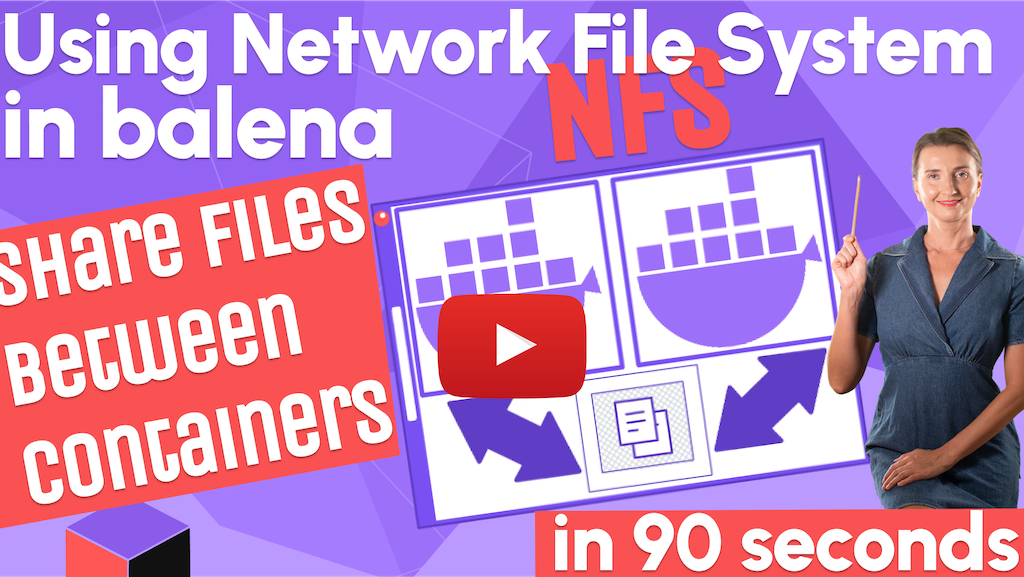 Using Network File System
in balena
NFS
SHARE FILES
BETWEEN
CONTAINERS
in 90 seconds